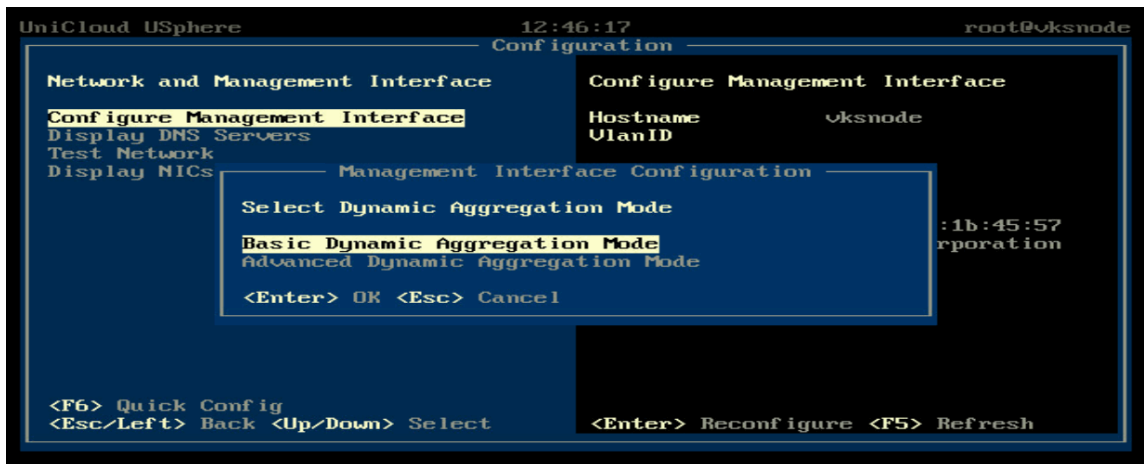 UniCloud USphere 12:46:17 root@vksnode
Configuration
Network and Management Interface
Configure Management Interface
Configure Management Interface
Hostname vksnode
Display DNS Servers
VlanID
Test Network
Display NICs
Management Interface Configuration
Select Dynamic Aggregation Mode
:1b:45:57
Basic Dynamic Aggregation Mode
rporation
Advanced Dynamic Aggregation Mode
<Enter> OK <Esc> Cancel
<F6> Quick Config
<Esc/Left> Back <Up/Down> Select
<Enter> Reconfigure <F5> Refresh